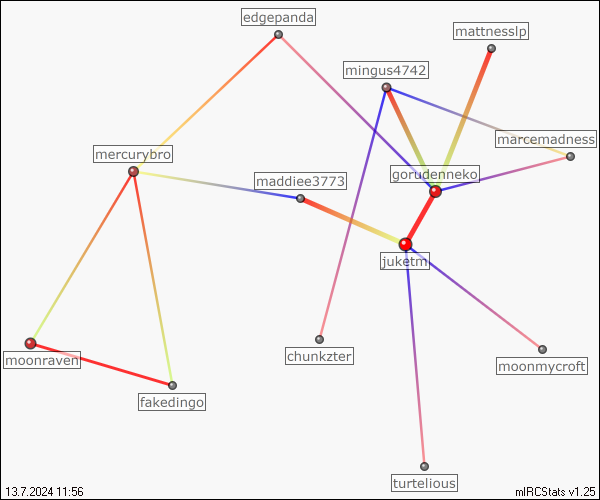 edgepanda
mattnesslp
mingus4742
marcemadness
mercurybro
gorudenneko
maddiee3773
juketm
chunkzter
moonraven
moonmycroft
fakedingo
turtelious
13.7.2024 11:56
mIRCStats v1.25